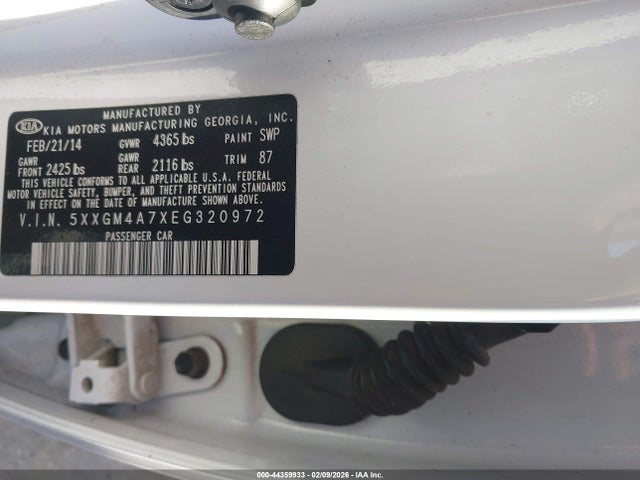 MANUFACTURED BY
KIA KIA MOTORS MANUFACTURING GEORGIA, INC.
FEB/21/14 GVWR 4365 lbs PAINT SWP
GAWR FRONT 2425 lbs GAWR REAR 2116 lbs TRIM 87
THIS VEHICLE CONFORMS TO ALL APPLICABLE U.S.A. FEDERAL
MOTOR VEHICLE SAFETY, BUMPER, AND THEFT PREVENTION STANDARDS
IN EFFECT ON THE DATE OF MANUFACTURE SHOWN ABOVE.
V.I.N. 5XXGM4A7XEG320972
PASSENGER CAR
000-44359933 | 02/09/2026 | IAA Inc.